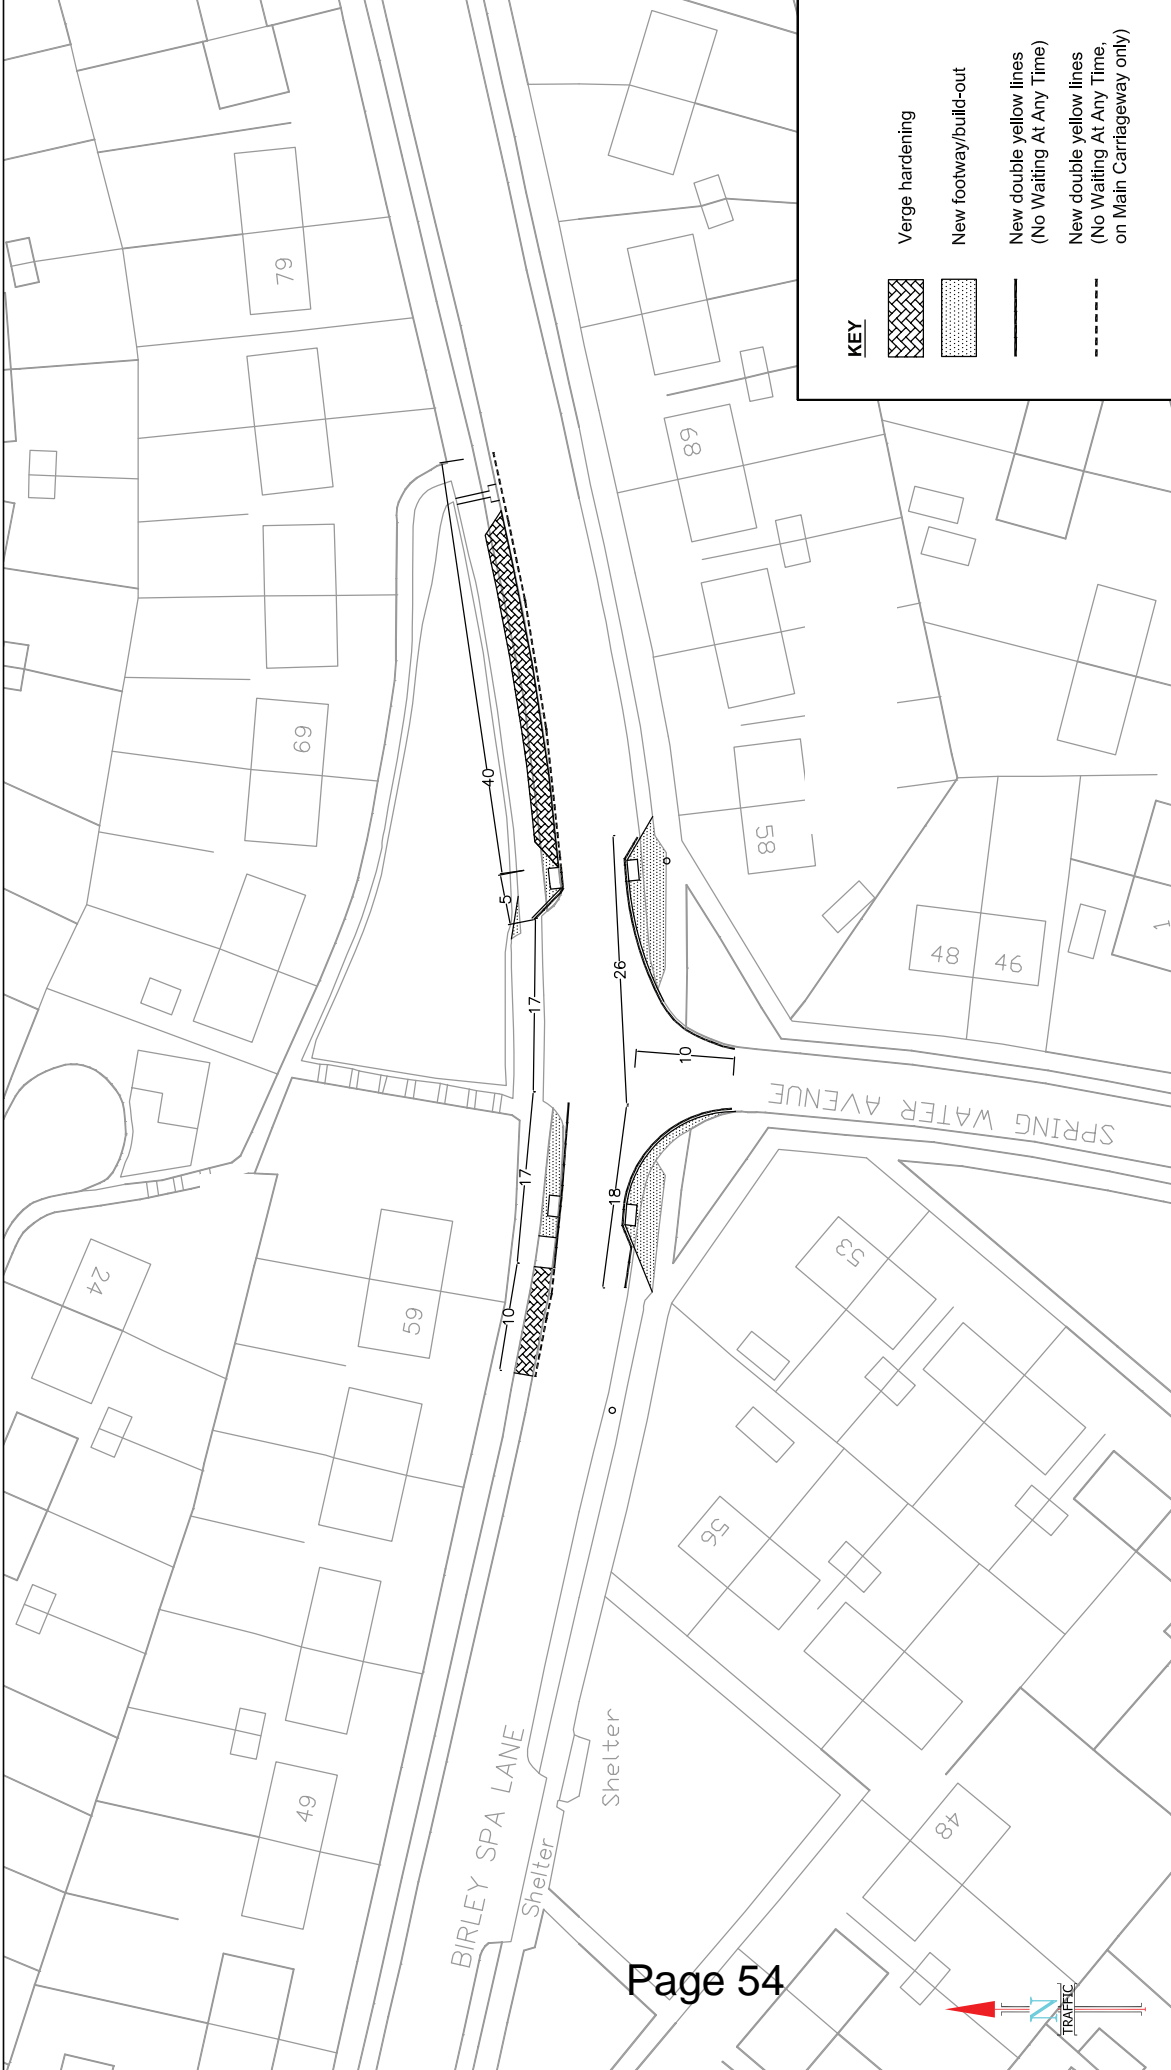 KEY
Verge hardening
New footway/build-out
New double yellow lines
(No Waiting At Any Time)
New double yellow lines
(No Waiting At Any Time,
on Main Carriageway only)
79
69
59
49
24
68
58
48
46
1
53
56
48
40
5
17
17
10
26
10
18
SPRING WATER AVENUE
BIRLEY SPA LANE
Shelter
Shelter
N
TRAFFIC
Page 54